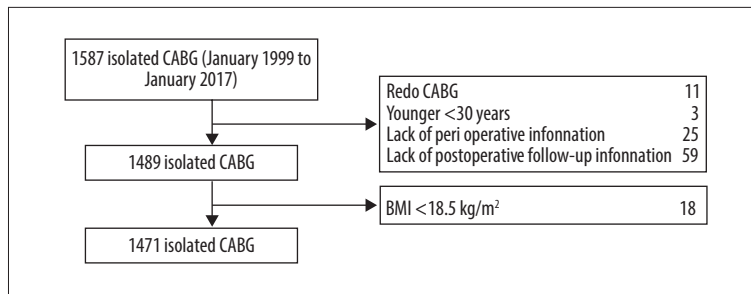 1587 isolated CABG (January 1999 to
January 2017)
Redo CABG 11
Younger <30 years 3
Lack of peri operative infonnation 25
Lack of postoperative follow-up infonnation 59
1489 isolated CABG
BMI <18.5 kg/m² 18
1471 isolated CABG